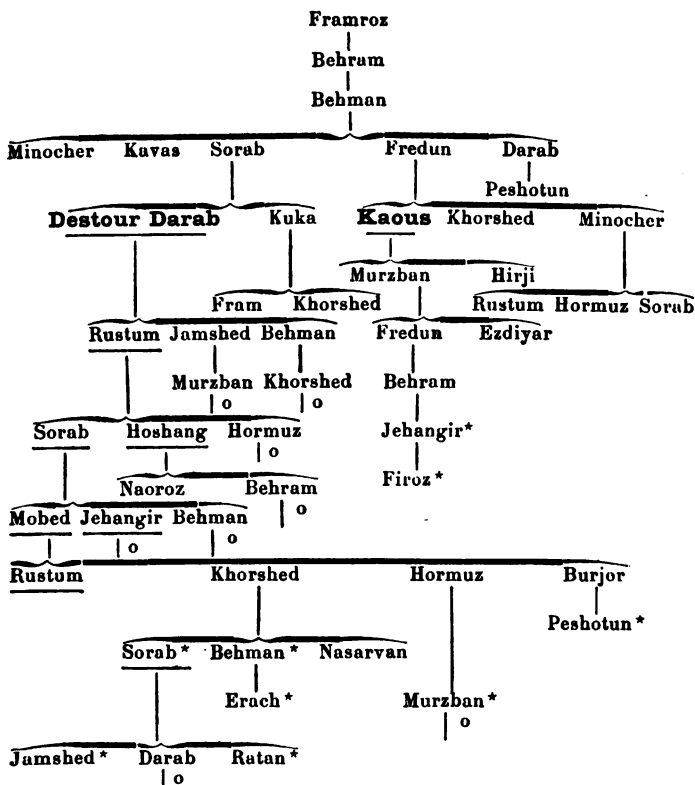 Framroz
Behram
Behman
Minocher Kavas Sorab Fredun Darab
Peshotun
Destour Darab Kuka Kaous Khorshed Minocher
Murzban Hirji
Fram Khorshed Rustum Hormuz Sorab
Rustum Jamshed Behman Fredun Ezdiyar
Murzban Khorshed Behram
o o
Sorab Hoshang Hormuz Jehangir*
o
Naoroz Behram Firoz*
o
Mobed Jehangir Behman
o o
Rustum Khorshed Hormuz Burjor
Peshotun*
Sorab* Behman* Nasarvan
Erach* Murzban*
o
Jamshed* Darab Ratan*
o